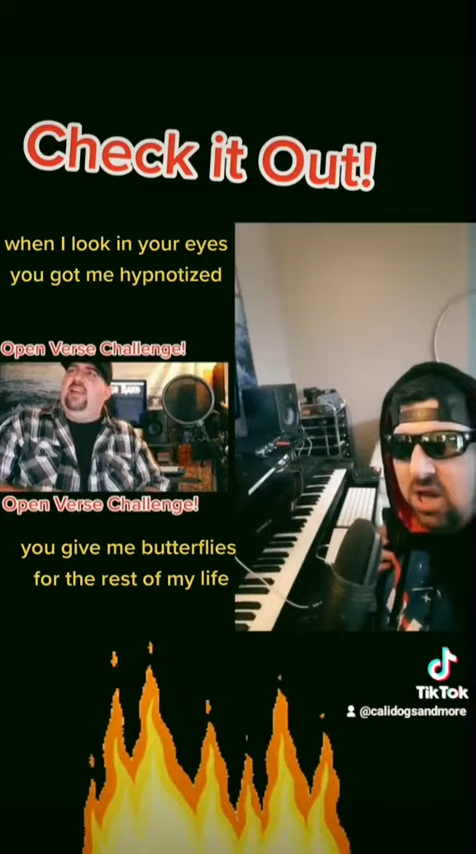 Check it Out!
when I look in your eyes
you got me hypnotized
Open Verse Challenge!
Open Verse Challenge!
you give me butterflies
for the rest of my life
TikTok
@calidogsandmore